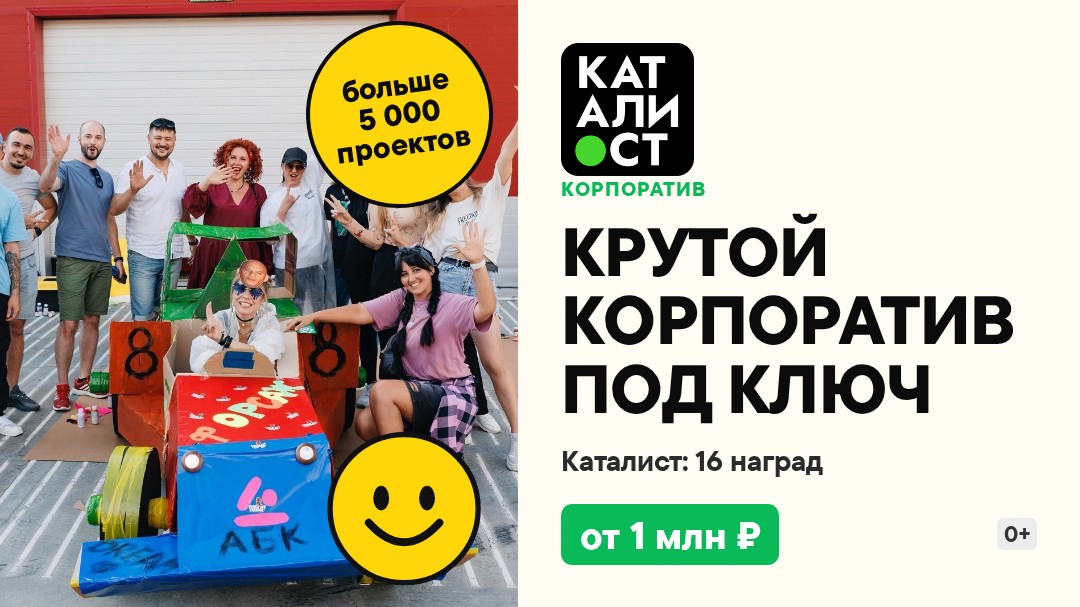 больше
5 000
проектов
КАТ
АЛИ
СТ
КОРПОРАТИВ
КРУТОЙ
КОРПОРАТИВ
ПОД КЛЮЧ
Каталист: 16 наград
от 1 млн ₽
0+
8
8
АБК